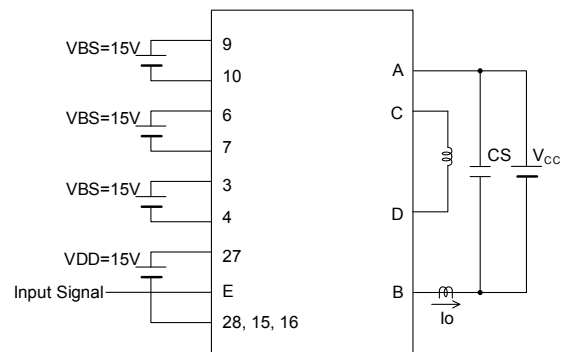 VBS=15V
9
10
A
VBS=15V
6
7
C
CS
VCC
VBS=15V
3
4
D
VDD=15V
27
Input Signal
E
B
28, 15, 16
Io